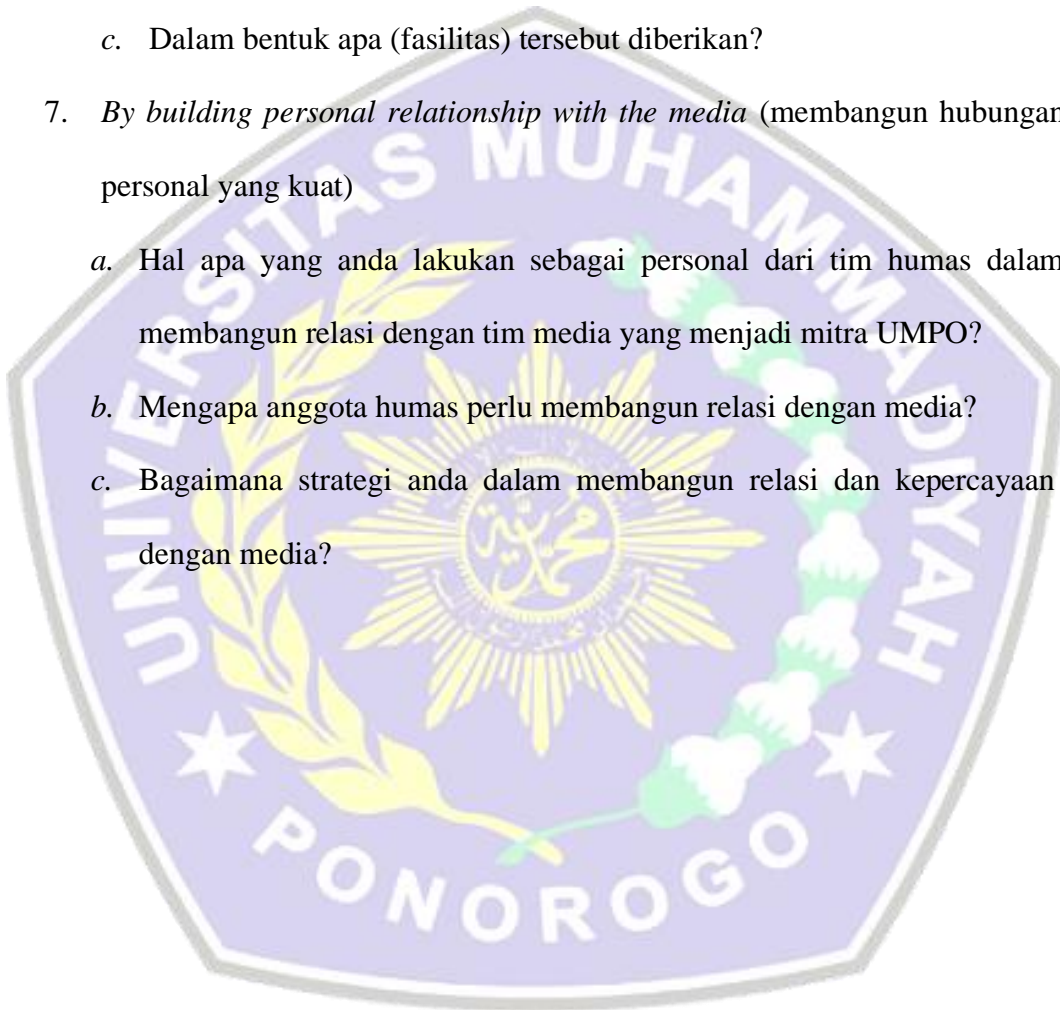 c. Dalam bentuk apa (fasilitas) tersebut diberikan?
7. By building personal relationship with the media (membangun hubungan
personal yang kuat)
a. Hal apa yang anda lakukan sebagai personal dari tim humas dalam
membangun relasi dengan tim media yang menjadi mitra UMPO?
b. Mengapa anggota humas perlu membangun relasi dengan media?
c. Bagaimana strategi anda dalam membangun relasi dan kepercayaan
dengan media?
UNIVERSITAS MUHAMMADIYAH
PONOROGO